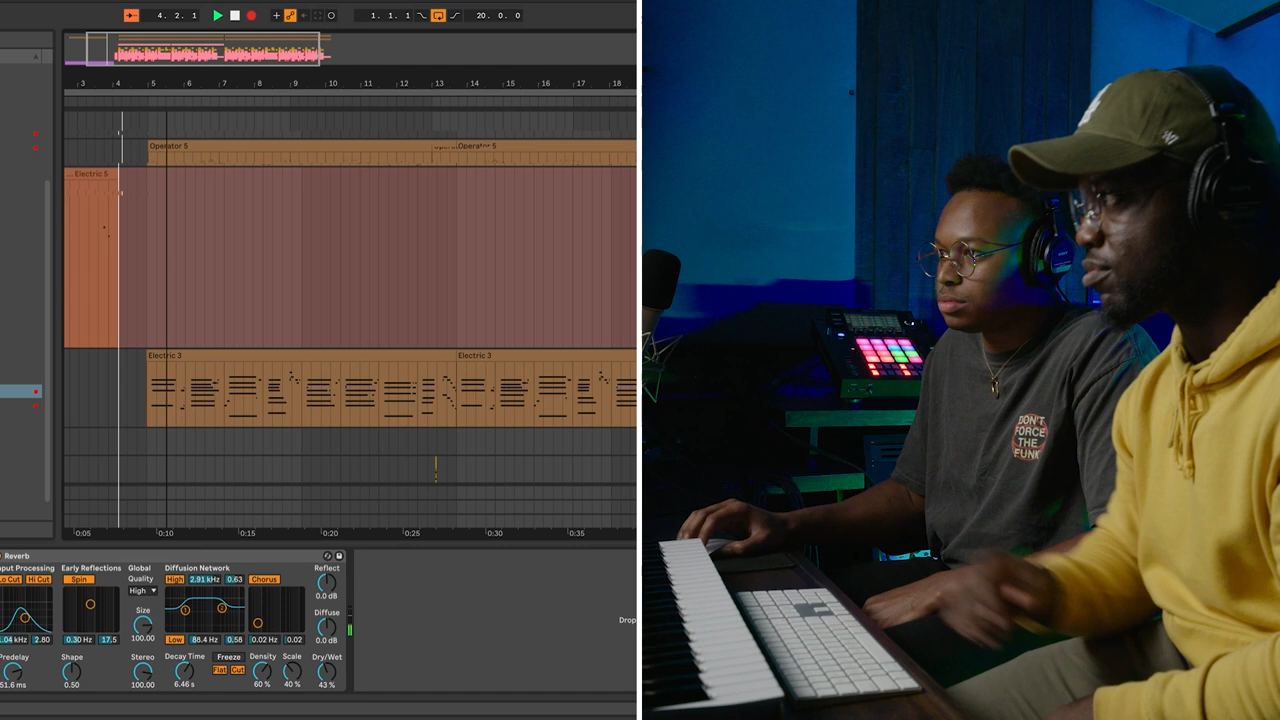 4. 2. 1
1. 1. 1
20. 0. 0
3 4 5 6 7 8 9 10 11 12 13 14 15 16 17 18
Operator 5
Operator 5
... Electric 5
Electric 3
Electric 3
0:05 0:10 0:15 0:20 0:25 0:30 0:35
Reverb
Input Processing Early Reflections Global Diffusion Network Reflect
Lo Cut Hi Cut Spin Quality High 2.91 kHz 0.63 Chorus
High
0.0 dB
Size
Diffuse
100.00
1.04 kHz 2.80 0.30 Hz 17.5 Low 88.4 Hz 0.58 0.02 Hz 0.02
0.0 dB
Drop
Predelay Shape Stereo Decay Time Freeze Density Scale Dry/Wet
Flat Cut
51.6 ms 0.50 100.00 6.46 s 60 % 40 % 43 %
DON'T
FORCE
THE
FUNK